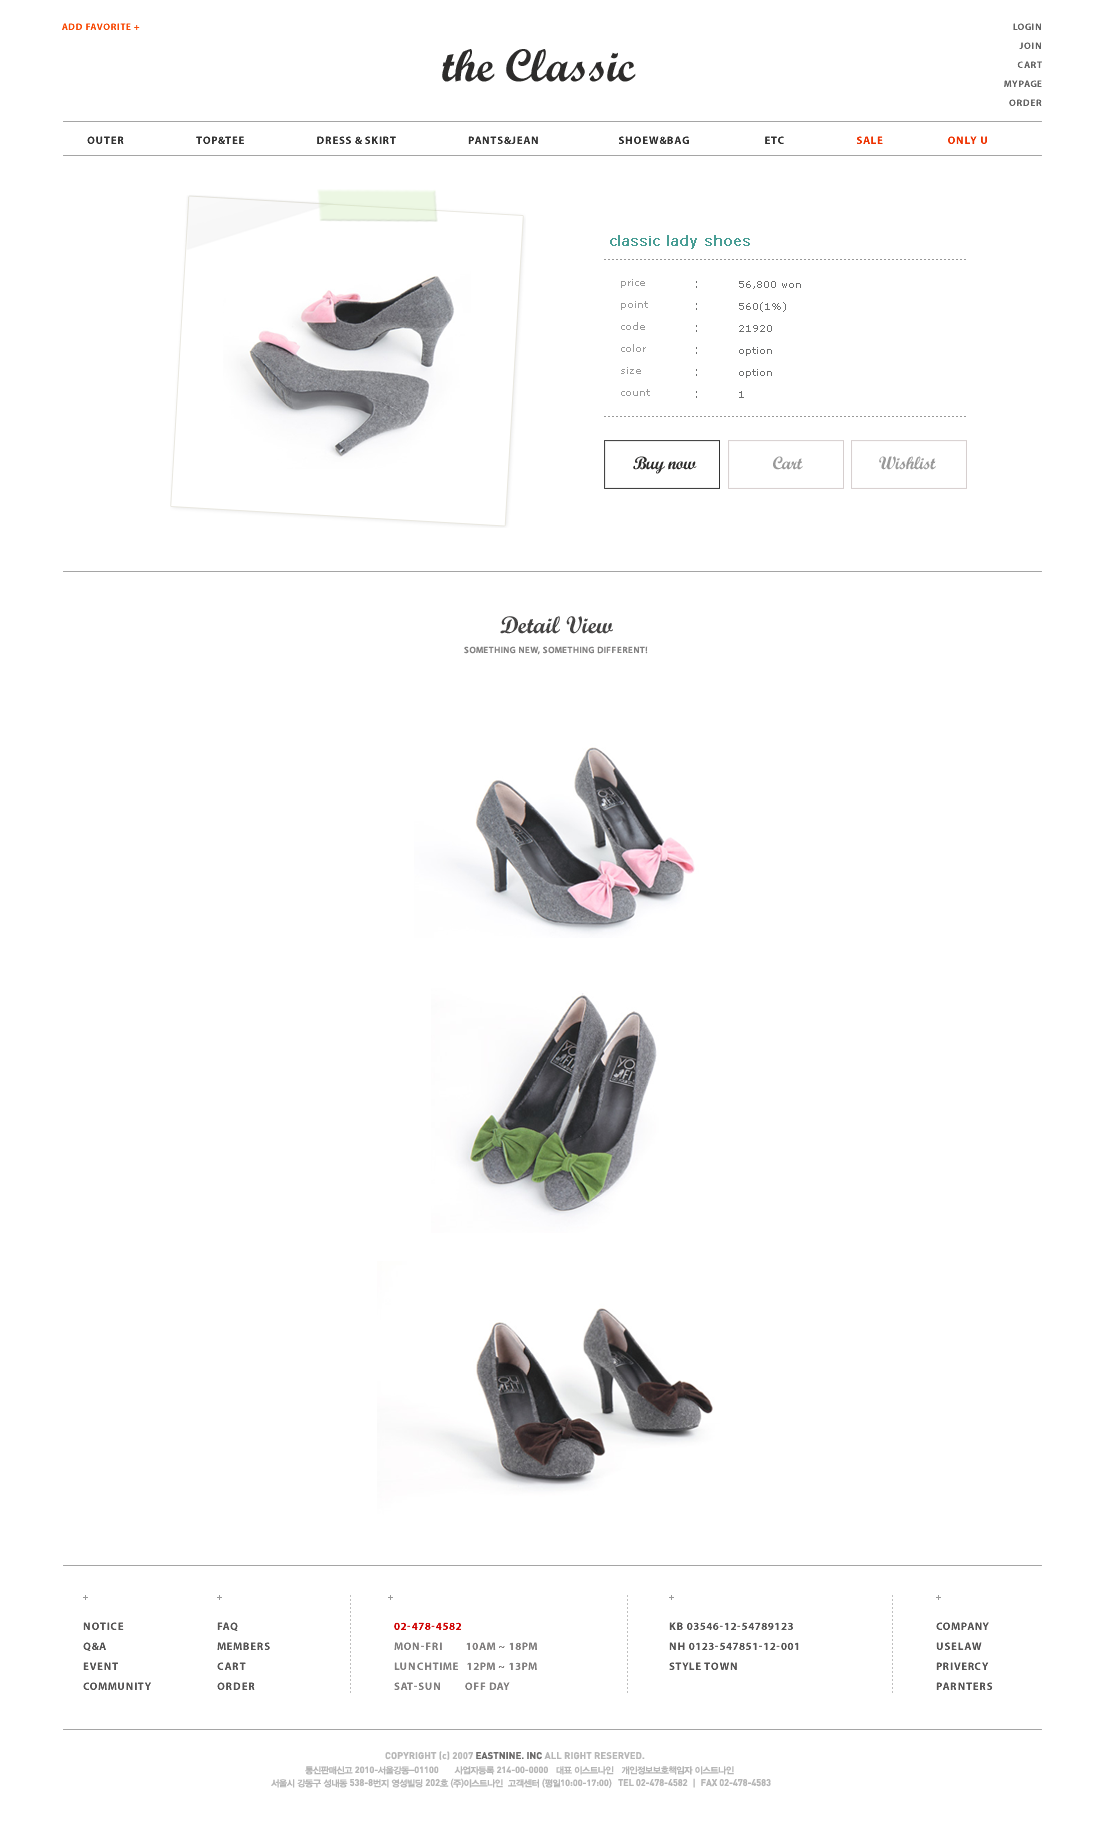 ADD FAVORITE +
LOGIN
JOIN
CART
MYPAGE
ORDER
the Classic
OUTER TOP&TEE DRESS & SKIRT PANTS&JEAN SHOEW&BAG ETC SALE ONLY U
classic lady shoes
price : 56,800 won
point : 560(1%)
code : 21920
color : option
size : option
count : 1
Buy now Cart Wishlist
Detail View
SOMETHING NEW, SOMETHING DIFFERENT!
YOU
FIT
+ + + + +
NOTICE FAQ 02-478-4582 KB 03546-12-54789123 COMPANY
Q&A MEMBERS MON-FRI 10AM ~ 18PM NH 0123-547851-12-001 USELAW
EVENT CART LUNCHTIME 12PM ~ 13PM STYLE TOWN PRIVERCY
COMMUNITY ORDER SAT-SUN OFF DAY PARNTERS
COPYRIGHT (c) 2007 EASTNINE. INC ALL RIGHT RESERVED.
통신판매신고 2010-서울강동-01100 사업자등록 214-00-0000 대표 이스트나인 개인정보보호책임자 이스트나인
서울시 강동구 성내동 538-8번지 영성빌딩 202호 (주)이스트나인 고객센터 (평일10:00-17:00) TEL 02-478-4582 | FAX 02-478-4583